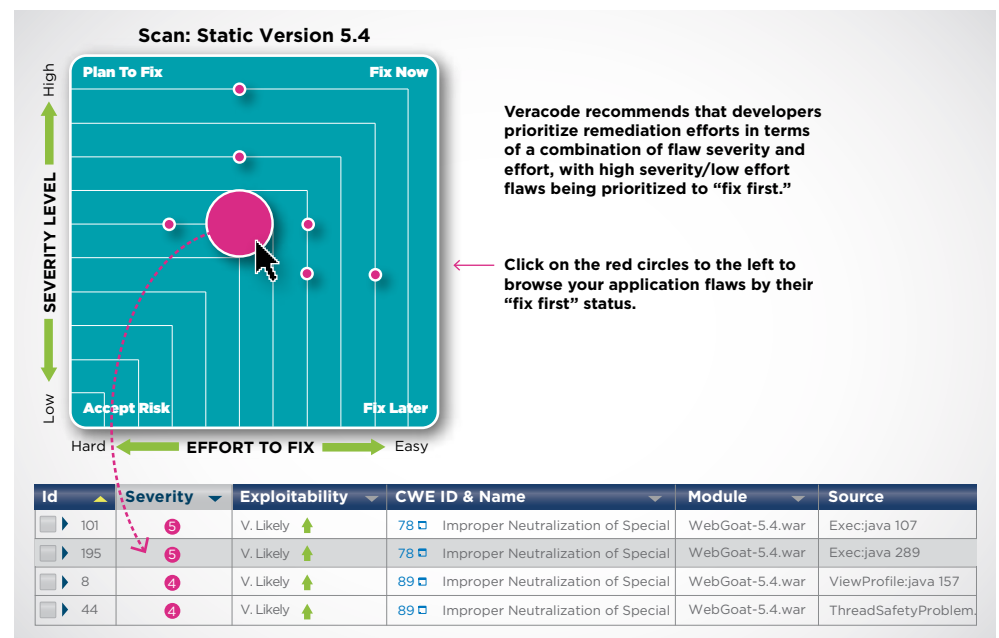 Scan: Static Version 5.4
Plan To Fix
Fix Now
High
SEVERITY LEVEL
Low
Accept Risk
Fix Later
Hard
EFFORT TO FIX
Easy
Veracode recommends that developers
prioritize remediation efforts in terms
of a combination of flaw severity and
effort, with high severity/low effort
flaws being prioritized to “fix first.”
Click on the red circles to the left to
browse your application flaws by their
“fix first” status.
Id Severity Exploitability CWE ID & Name Module Source
101 5 V. Likely 78 Improper Neutralization of Special WebGoat-5.4.war Exec:java 107
195 5 V. Likely 78 Improper Neutralization of Special WebGoat-5.4.war Exec:java 289
8 4 V. Likely 89 Improper Neutralization of Special WebGoat-5.4.war ViewProfile:java 157
44 4 V. Likely 89 Improper Neutralization of Special WebGoat-5.4.war ThreadSafetyProblem.